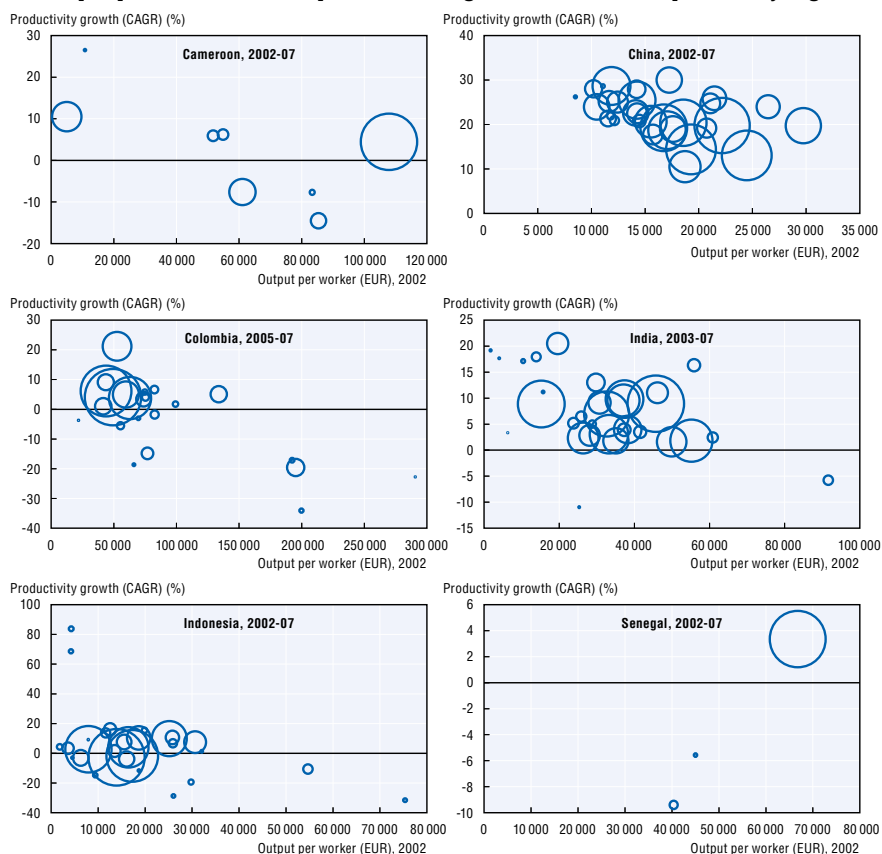 Productivity growth (CAGR) (%)
30
20
10
0
-10
-20
Cameroon, 2002-07
0 20 000 40 000 60 000 80 000 100 000 120 000
Output per worker (EUR), 2002
Productivity growth (CAGR) (%)
40
30
20
10
0
China, 2002-07
0 5 000 10 000 15 000 20 000 25 000 30 000 35 000
Output per worker (EUR), 2002
Productivity growth (CAGR) (%)
30
20
10
0
-10
-20
-30
-40
Colombia, 2005-07
0 50 000 100 000 150 000 200 000 250 000 300 000
Output per worker (EUR), 2002
Productivity growth (CAGR) (%)
25
20
15
10
5
0
-5
-10
-15
India, 2003-07
0 20 000 40 000 60 000 80 000 100 000
Output per worker (EUR), 2002
Productivity growth (CAGR) (%)
100
80
60
40
20
0
-20
-40
Indonesia, 2002-07
0 10 000 20 000 30 000 40 000 50 000 60 000 70 000 80 000
Output per worker (EUR), 2002
Productivity growth (CAGR) (%)
6
4
2
0
-2
-4
-6
-8
-10
Senegal, 2002-07
0 10 000 20 000 30 000 40 000 50 000 60 000 70 000 80 000
Output per worker (EUR), 2002